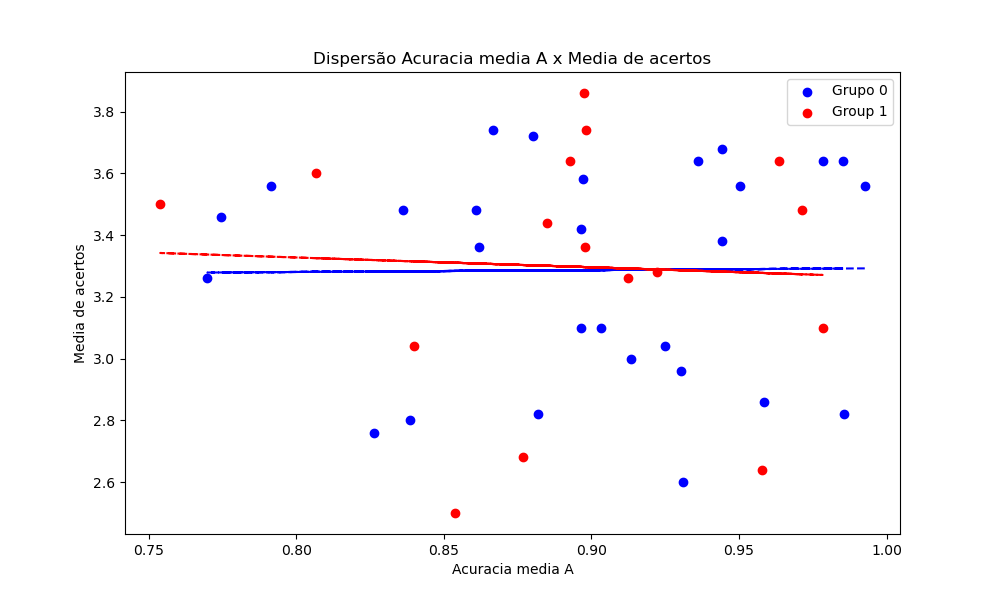 Dispersão Acuracia media A x Media de acertos
Grupo 0
Group 1
Media de acertos
3.8
3.6
3.4
3.2
3.0
2.8
2.6
0.75 0.80 0.85 0.90 0.95 1.00
Acuracia media A